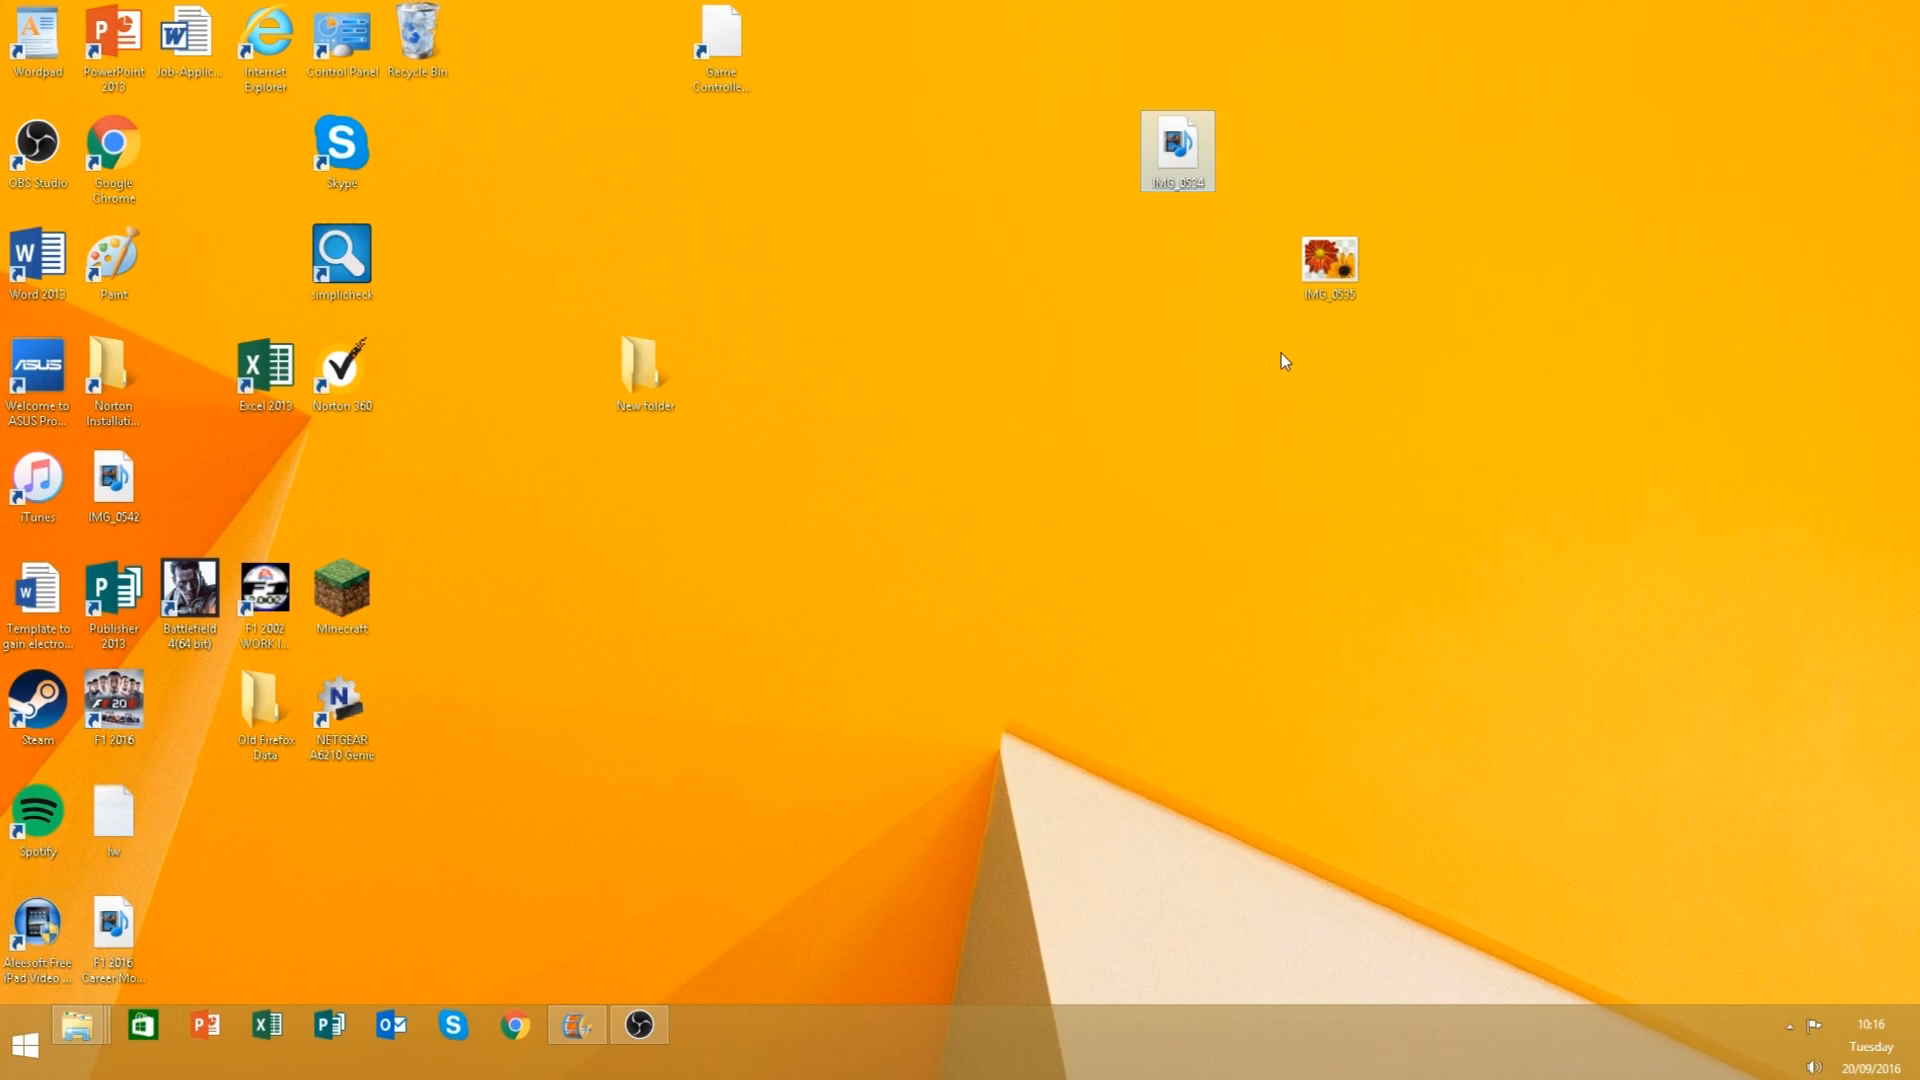 Wordpad
PowerPoint
2013
Job-Applic...
Internet
Explorer
Control Panel
Recycle Bin
Game
Controlle...
OBS Studio
Google
Chrome
Skype
IMG_0534
Word 2013
Paint
simplicheck
IMG_0535
ASUS
Welcome to
ASUS Pro...
Norton
Installati...
Excel 2013
Norton 360
New folder
iTunes
IMG_0542
Template to
gain electro...
Publisher
2013
Battlefield
4(64 bit)
F1 2002
WORK I...
Minecraft
Steam
F1 2016
Old Firefox
Data
NETGEAR
A6210 Genie
Spotify
lw
Aleesoft Free
iPad Video ...
F1 2016
Career Mo...
10:16
Tuesday
20/09/2016